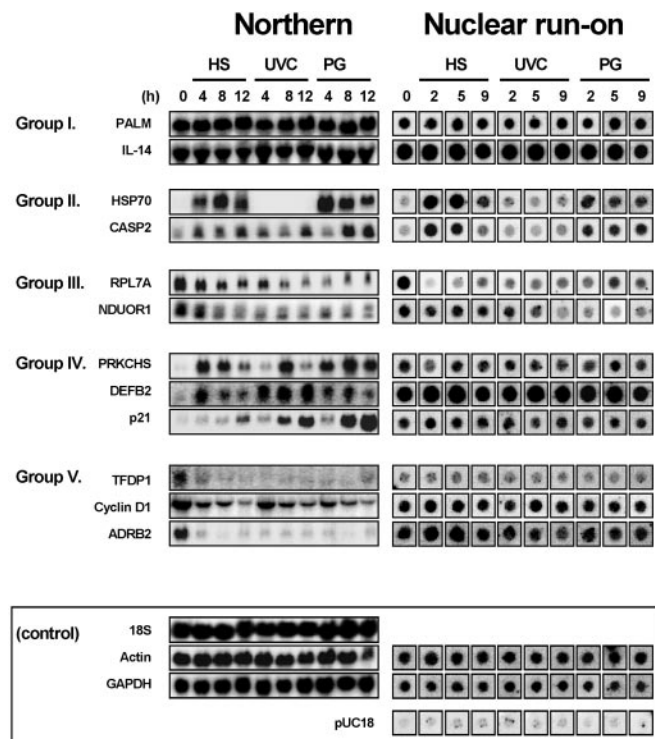 Northern Nuclear run-on
HS UVC PG HS UVC PG
(h) 0 4 8 12 4 8 12 4 8 12 0 2 5 9 2 5 9 2 5 9
Group I. PALM
IL-14
Group II. HSP70
CASP2
Group III. RPL7A
NDUOR1
Group IV. PRKCHS
DEFB2
p21
Group V. TFDP1
Cyclin D1
ADRB2
(control) 18S
Actin
GAPDH
pUC18